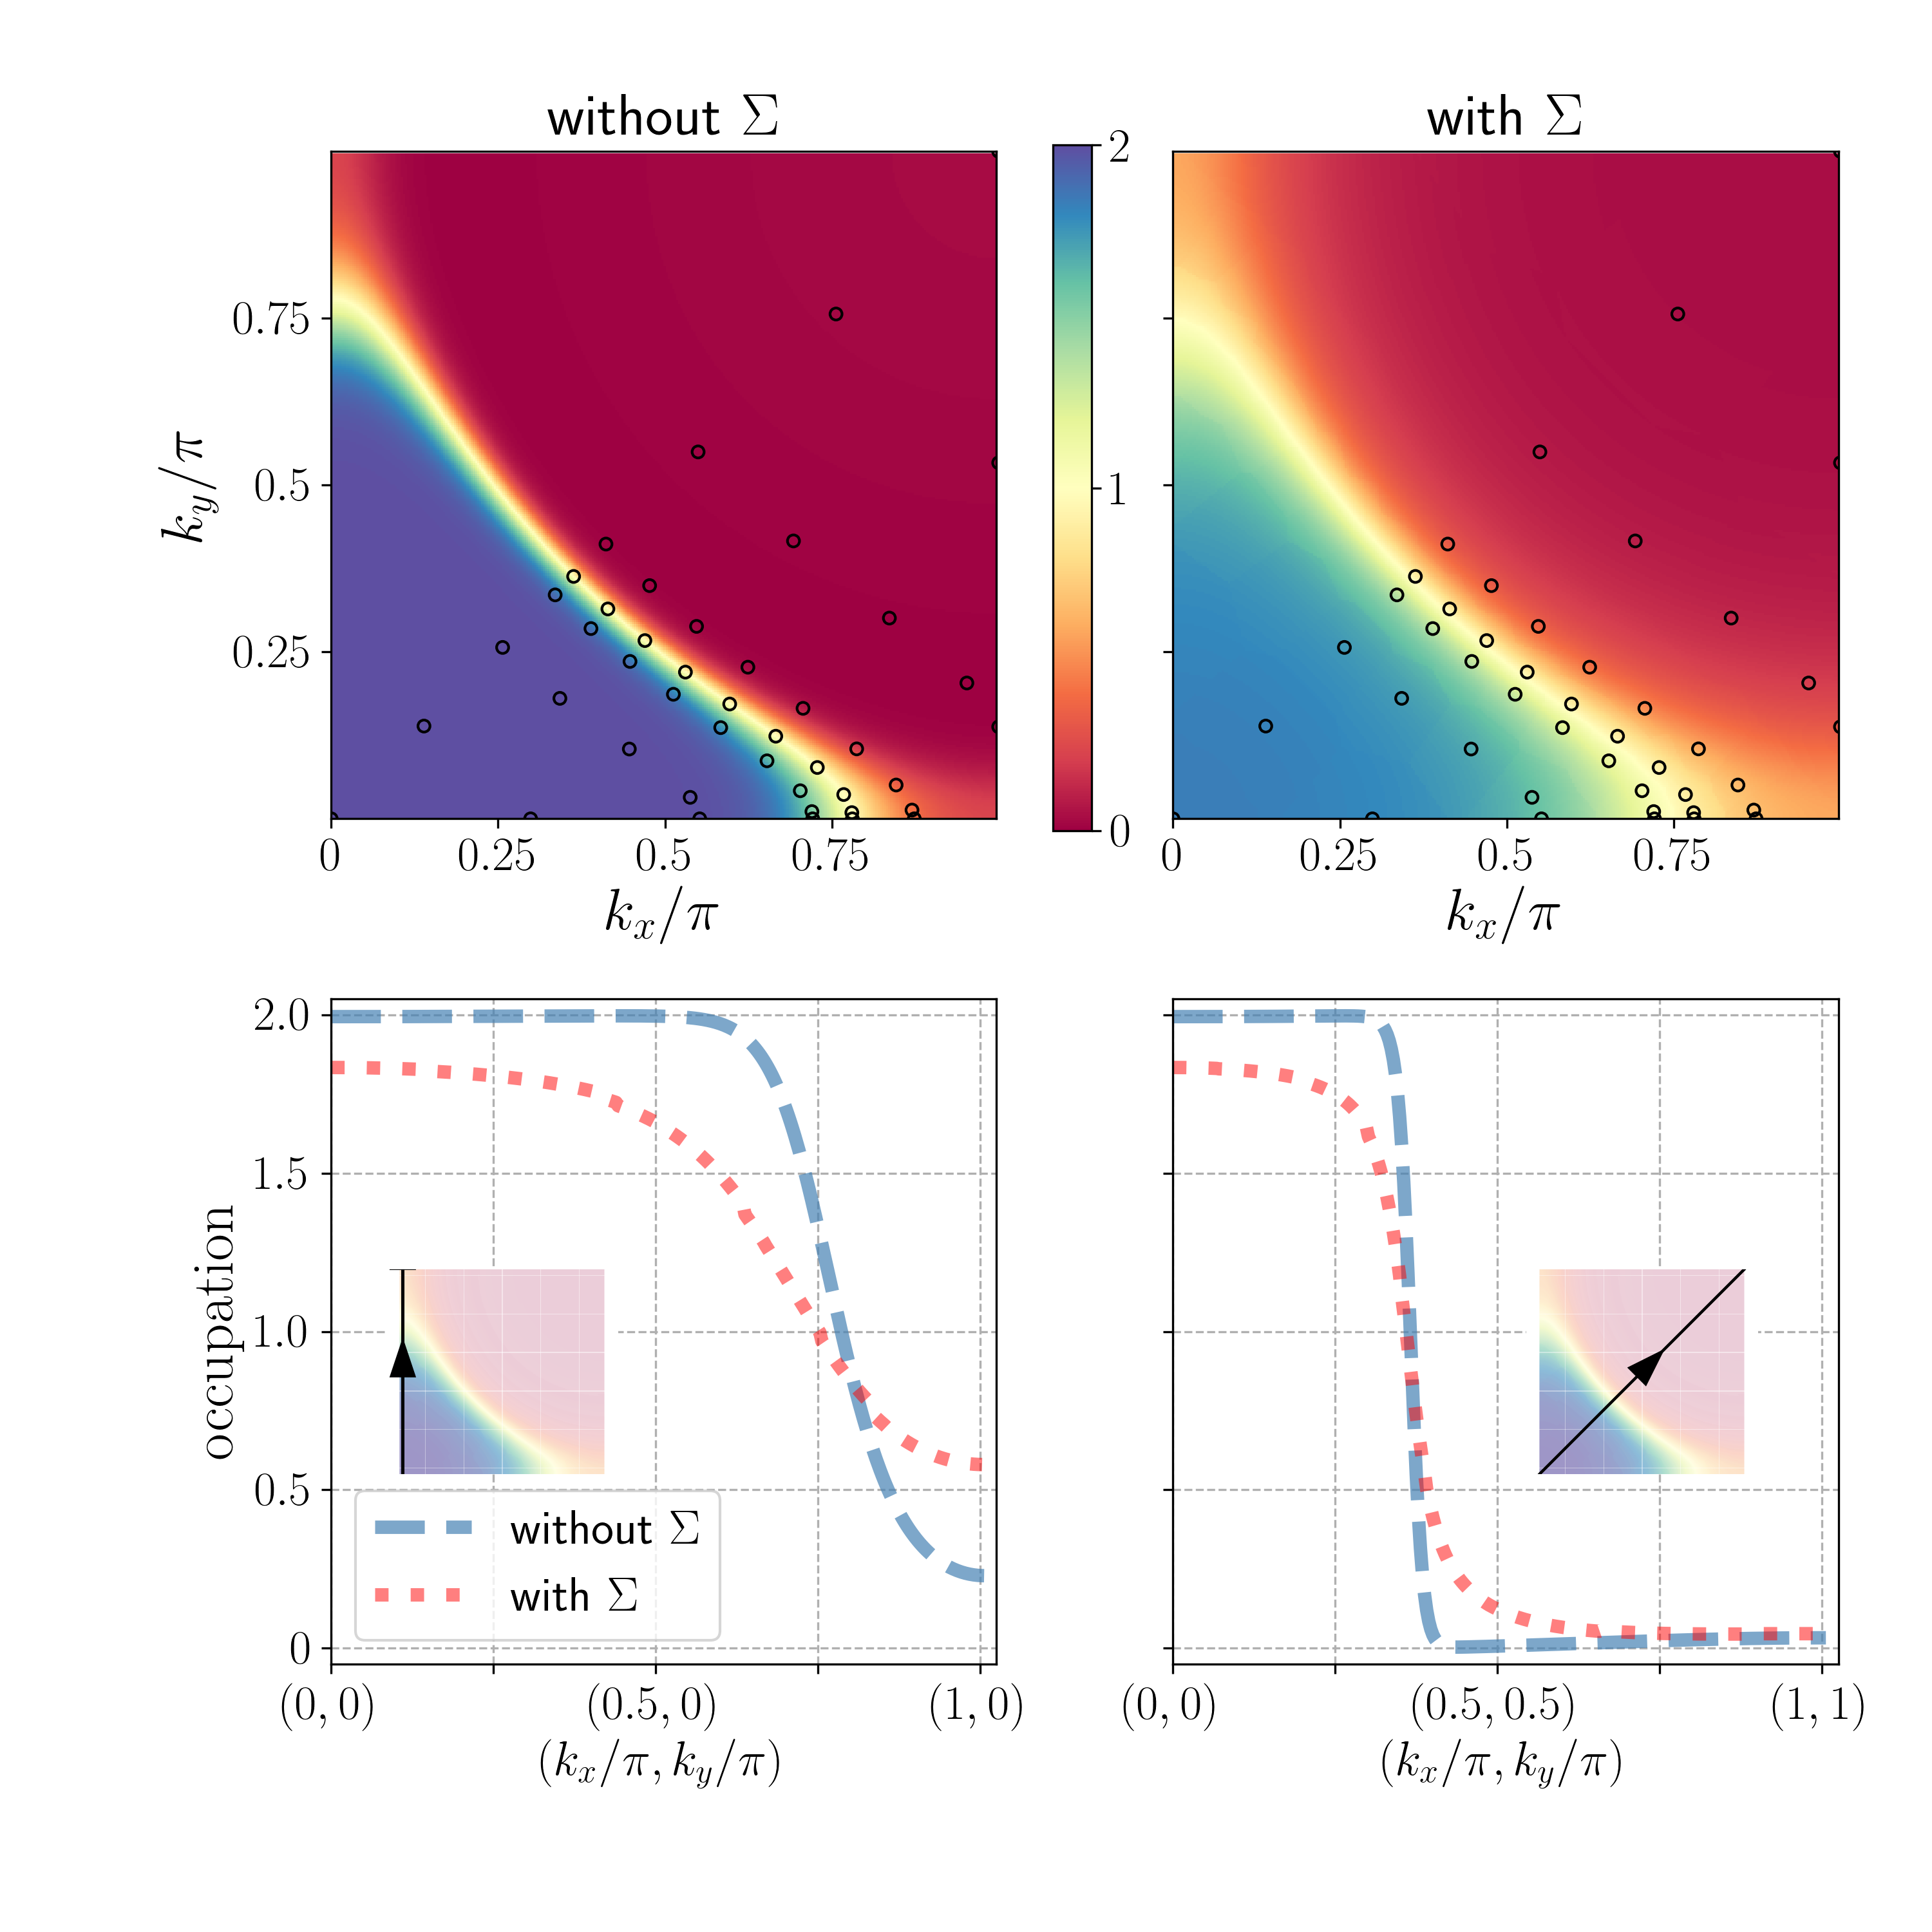 without Σ
with Σ
2
1
0
k_y/π
0.75
0.5
0.25
0 0.25 0.5 0.75
k_x/π
0 0.25 0.5 0.75
k_x/π
occupation
2.0
1.5
1.0
0.5
0
without Σ
with Σ
(0, 0) (0.5, 0) (1, 0)
(k_x/π, k_y/π)
(0, 0) (0.5, 0.5) (1, 1)
(k_x/π, k_y/π)